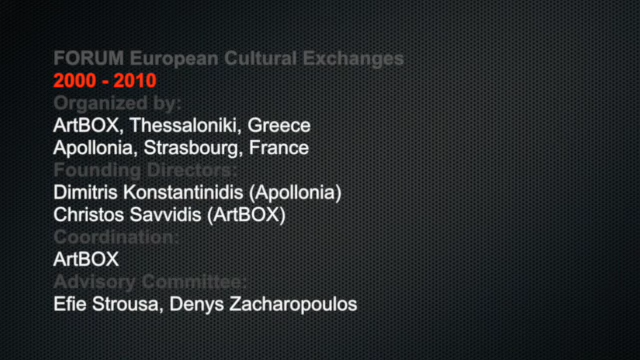 FORUM European Cultural Exchanges
2000 - 2010
Organized by:
ArtBOX, Thessaloniki, Greece
Apollonia, Strasbourg, France
Founding Directors:
Dimitris Konstantinidis (Apollonia)
Christos Savvidis (ArtBOX)
Coordination:
ArtBOX
Advisory Committee:
Efie Strousa, Denys Zacharopoulos